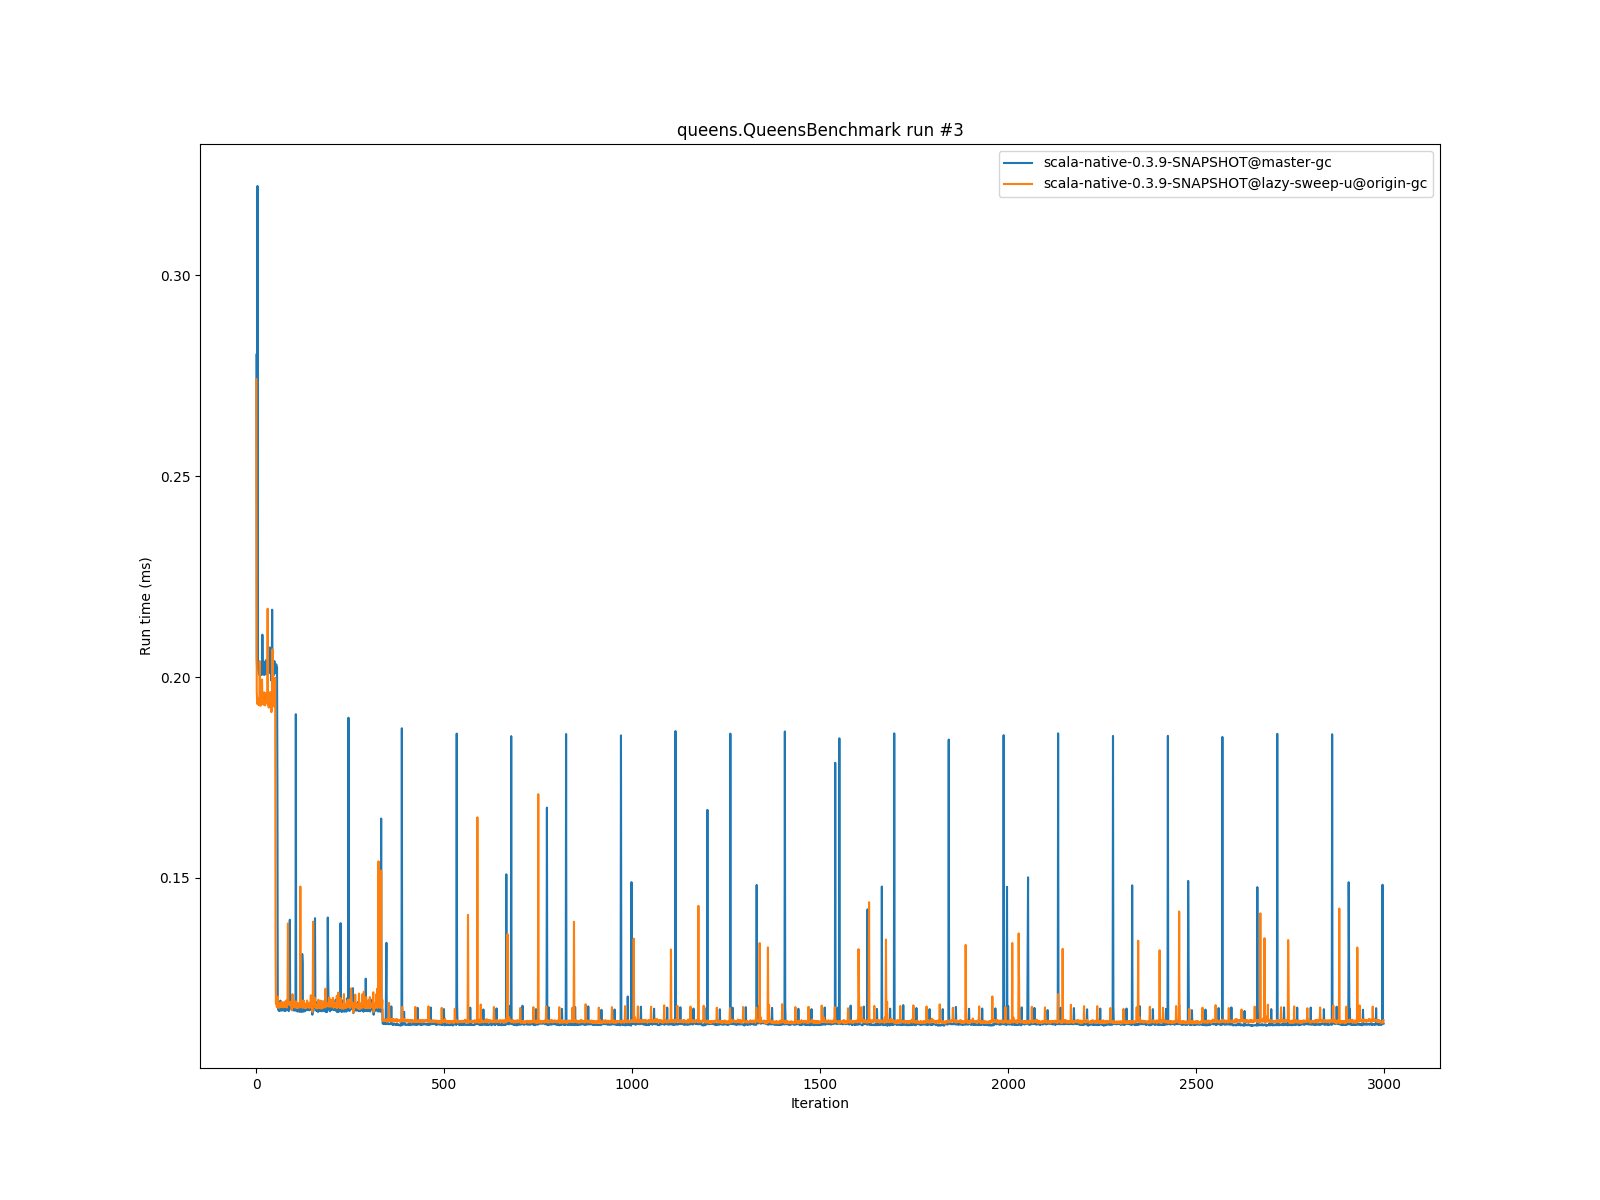 queens.QueensBenchmark run #3
scala-native-0.3.9-SNAPSHOT@master-gc
scala-native-0.3.9-SNAPSHOT@lazy-sweep-u@origin-gc
0.30
0.25
0.20
0.15
Run time (ms)
0 500 1000 1500 2000 2500 3000
Iteration